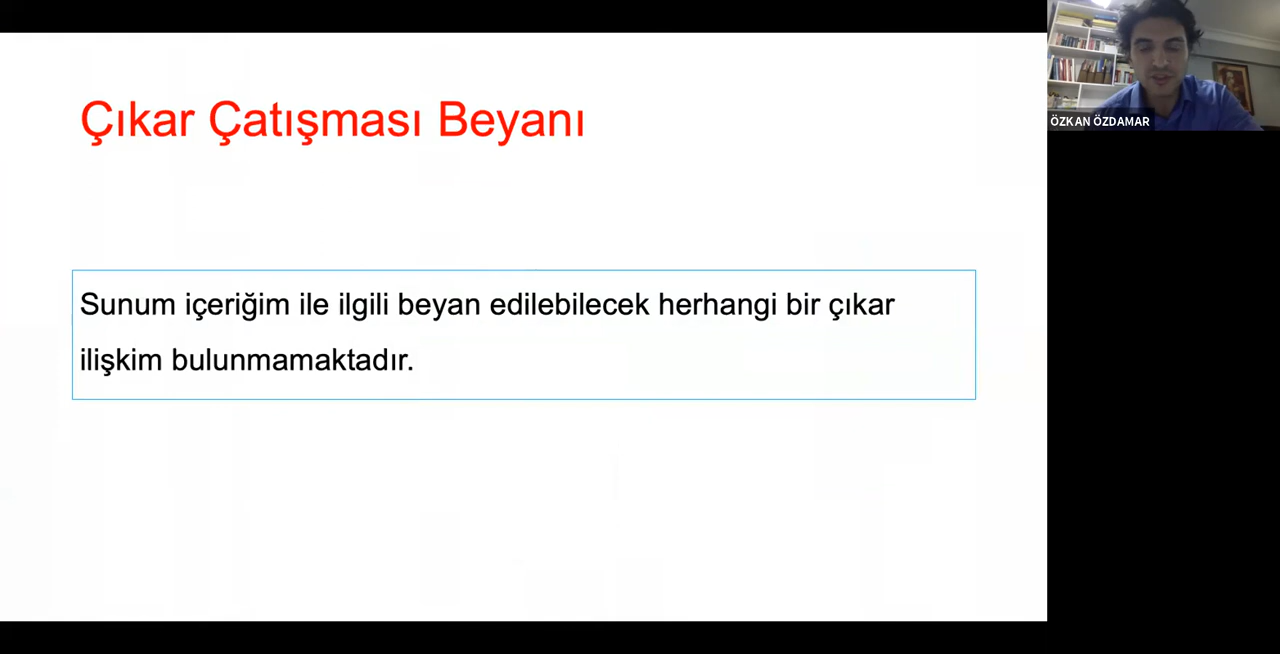 Çıkar Çatışması Beyanı
Sunum içeriğim ile ilgili beyan edilebilecek herhangi bir çıkar
ilişkim bulunmamaktadır.
ÖZKAN ÖZDAMAR